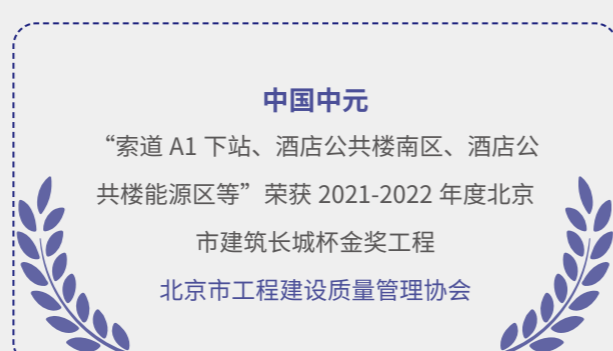 中国中元
“索道 A1 下站、酒店公共楼南区、酒店公
共楼能源区等”荣获 2021-2022 年度北京
市建筑长城杯金奖工程
北京市工程建设质量管理协会